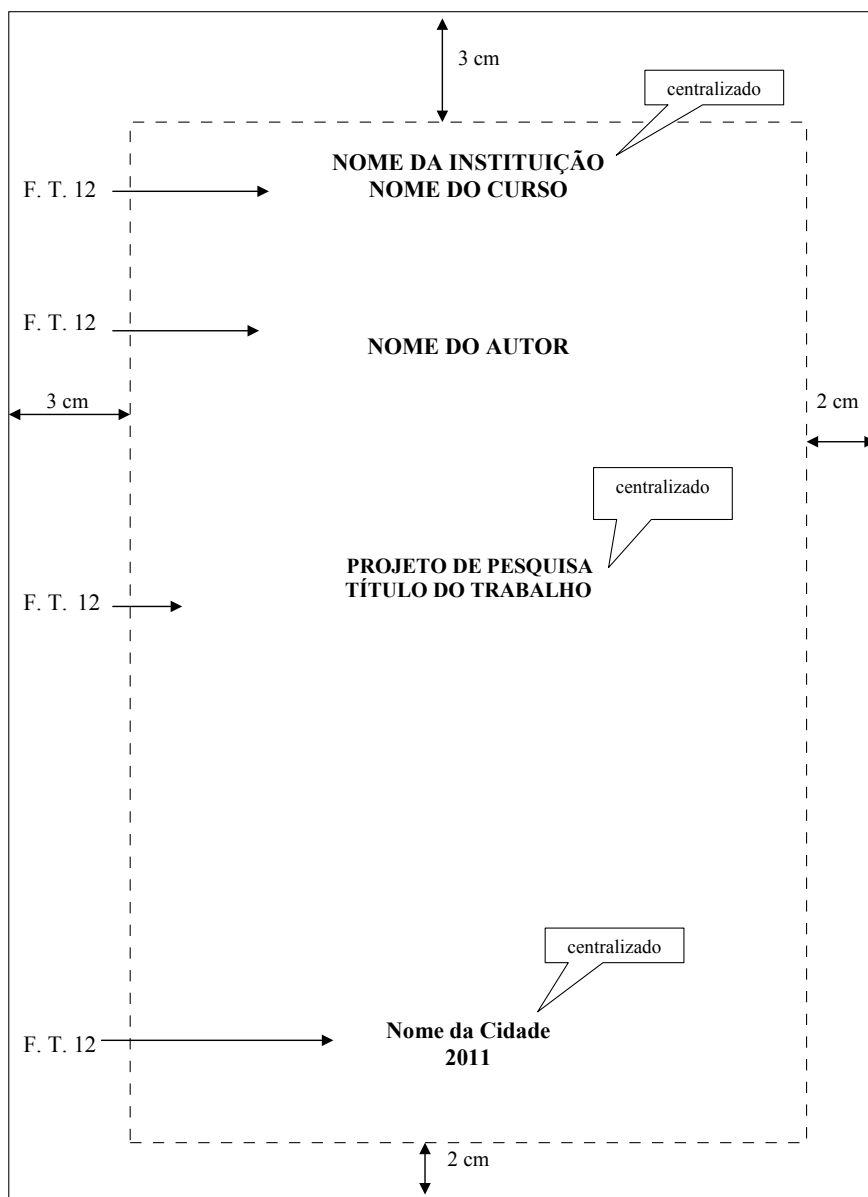 3 cm
centralizado
NOME DA INSTITUIÇÃO
NOME DO CURSO
F. T. 12
F. T. 12
NOME DO AUTOR
3 cm
2 cm
centralizado
PROJETO DE PESQUISA
TÍTULO DO TRABALHO
F. T. 12
centralizado
Nome da Cidade
2011
F. T. 12
2 cm